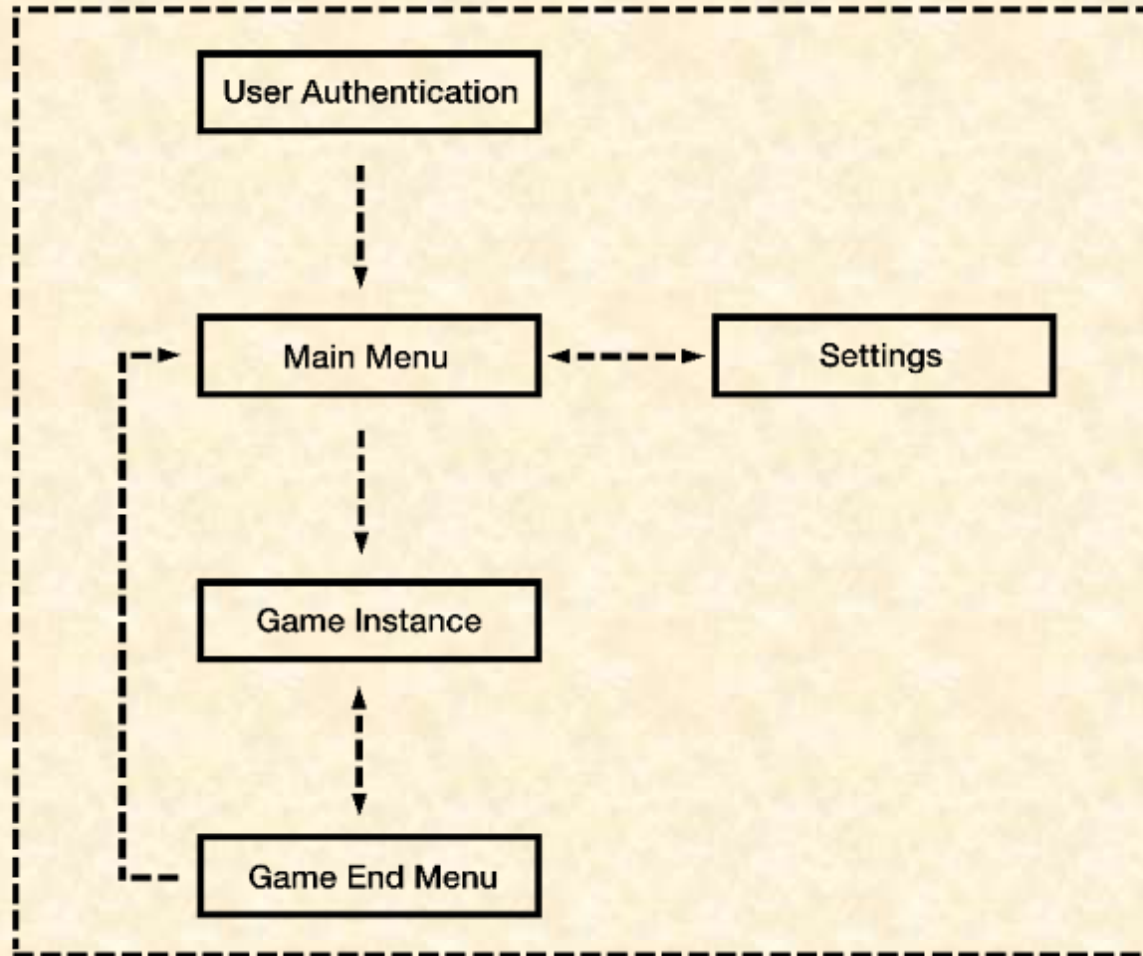 User Authentication
Main Menu
Settings
Game Instance
Game End Menu